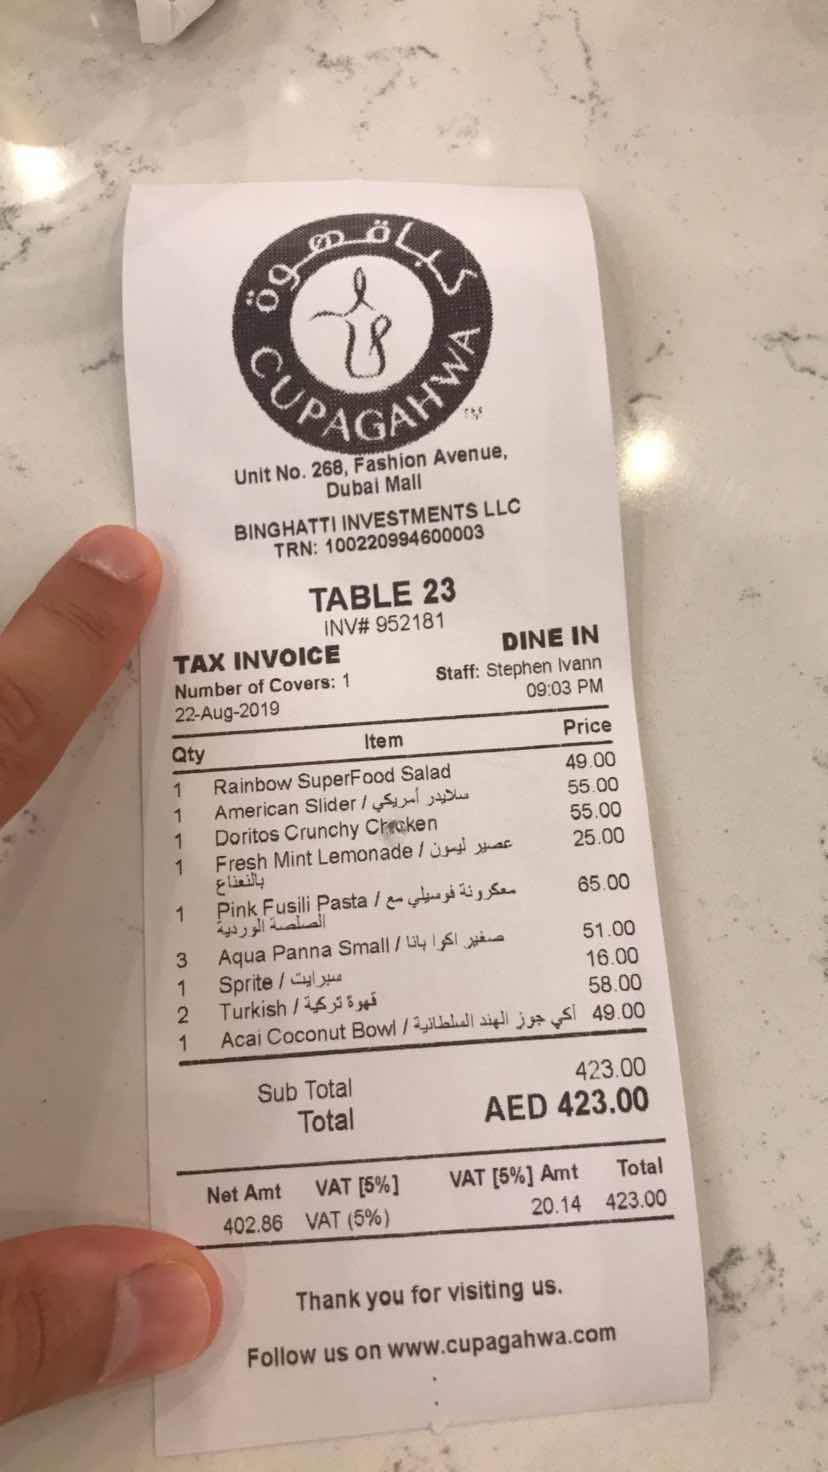 كباية قهوة
CUPAGAHWA
TM
Unit No. 268, Fashion Avenue,
Dubai Mall
BINGHATTI INVESTMENTS LLC
TRN: 100220994600003
TABLE 23
INV# 952181
TAX INVOICE DINE IN
Number of Covers: 1 Staff: Stephen Ivann
22-Aug-2019 09:03 PM
Qty Item Price
1 Rainbow SuperFood Salad 49.00
1 American Slider / سلايدر أمريكي 55.00
1 Doritos Crunchy Chicken 55.00
1 Fresh Mint Lemonade / عصير ليمون 25.00
بالنعناع
1 Pink Fusili Pasta / معكرونة فوسيلي مع 65.00
الصلصة الوردية
3 Aqua Panna Small / صغير اكوا بانا 51.00
1 Sprite / سبرايت 16.00
2 Turkish / قهوة تركية 58.00
1 Acai Coconut Bowl / أكي جوز الهند السلطانية 49.00
Sub Total 423.00
Total AED 423.00
Net Amt VAT [5%] VAT [5%] Amt Total
402.86 VAT (5%) 20.14 423.00
Thank you for visiting us.
Follow us on www.cupagahwa.com